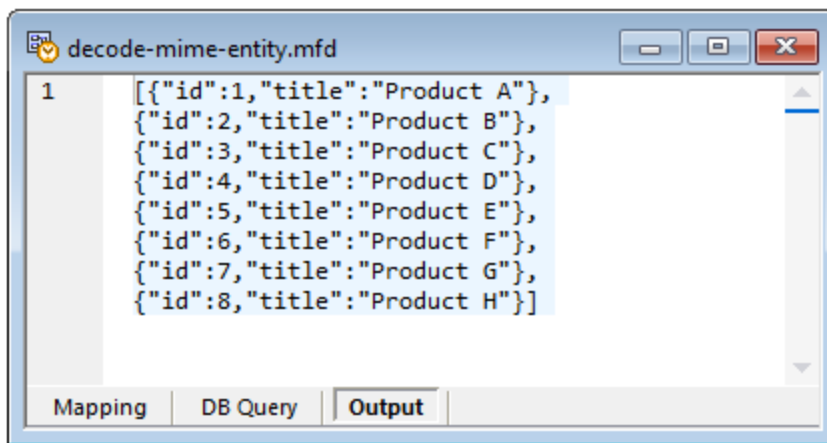 decode-mime-entity.mfd
1 [{"id":1,"title":"Product A"},
{"id":2,"title":"Product B"},
{"id":3,"title":"Product C"},
{"id":4,"title":"Product D"},
{"id":5,"title":"Product E"},
{"id":6,"title":"Product F"},
{"id":7,"title":"Product G"},
{"id":8,"title":"Product H"}]
Mapping DB Query Output